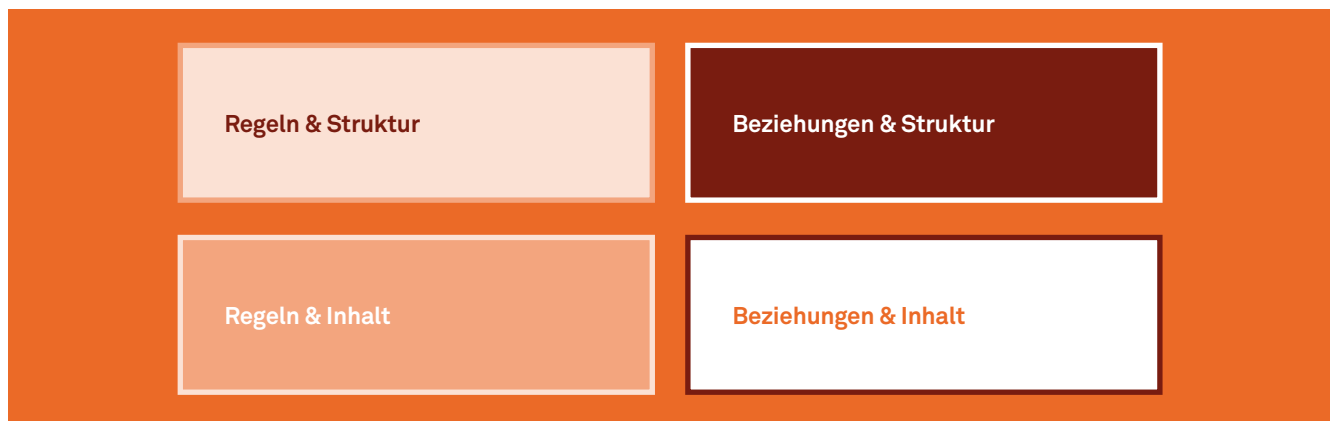 Regeln & Struktur
Beziehungen & Struktur
Regeln & Inhalt
Beziehungen & Inhalt